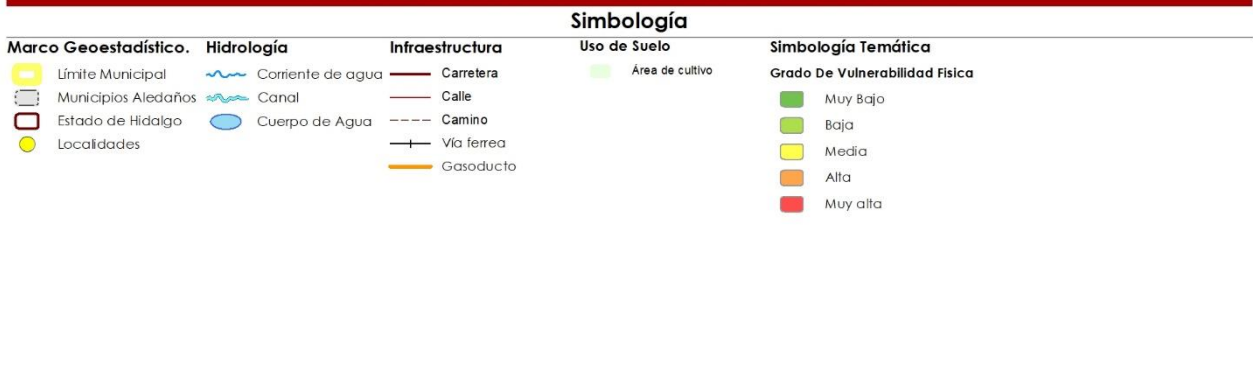 Simbología
Marco Geoestadístico.
Límite Municipal
Municipios Aledaños
Estado de Hidalgo
Localidades
Hidrología
Corriente de agua
Canal
Cuerpo de Agua
Infraestructura
Carretera
Calle
Camino
Vía ferrea
Gasoducto
Uso de Suelo
Área de cultivo
Simbología Temática
Grado De Vulnerabilidad Fisica
Muy Bajo
Baja
Media
Alta
Muy alta